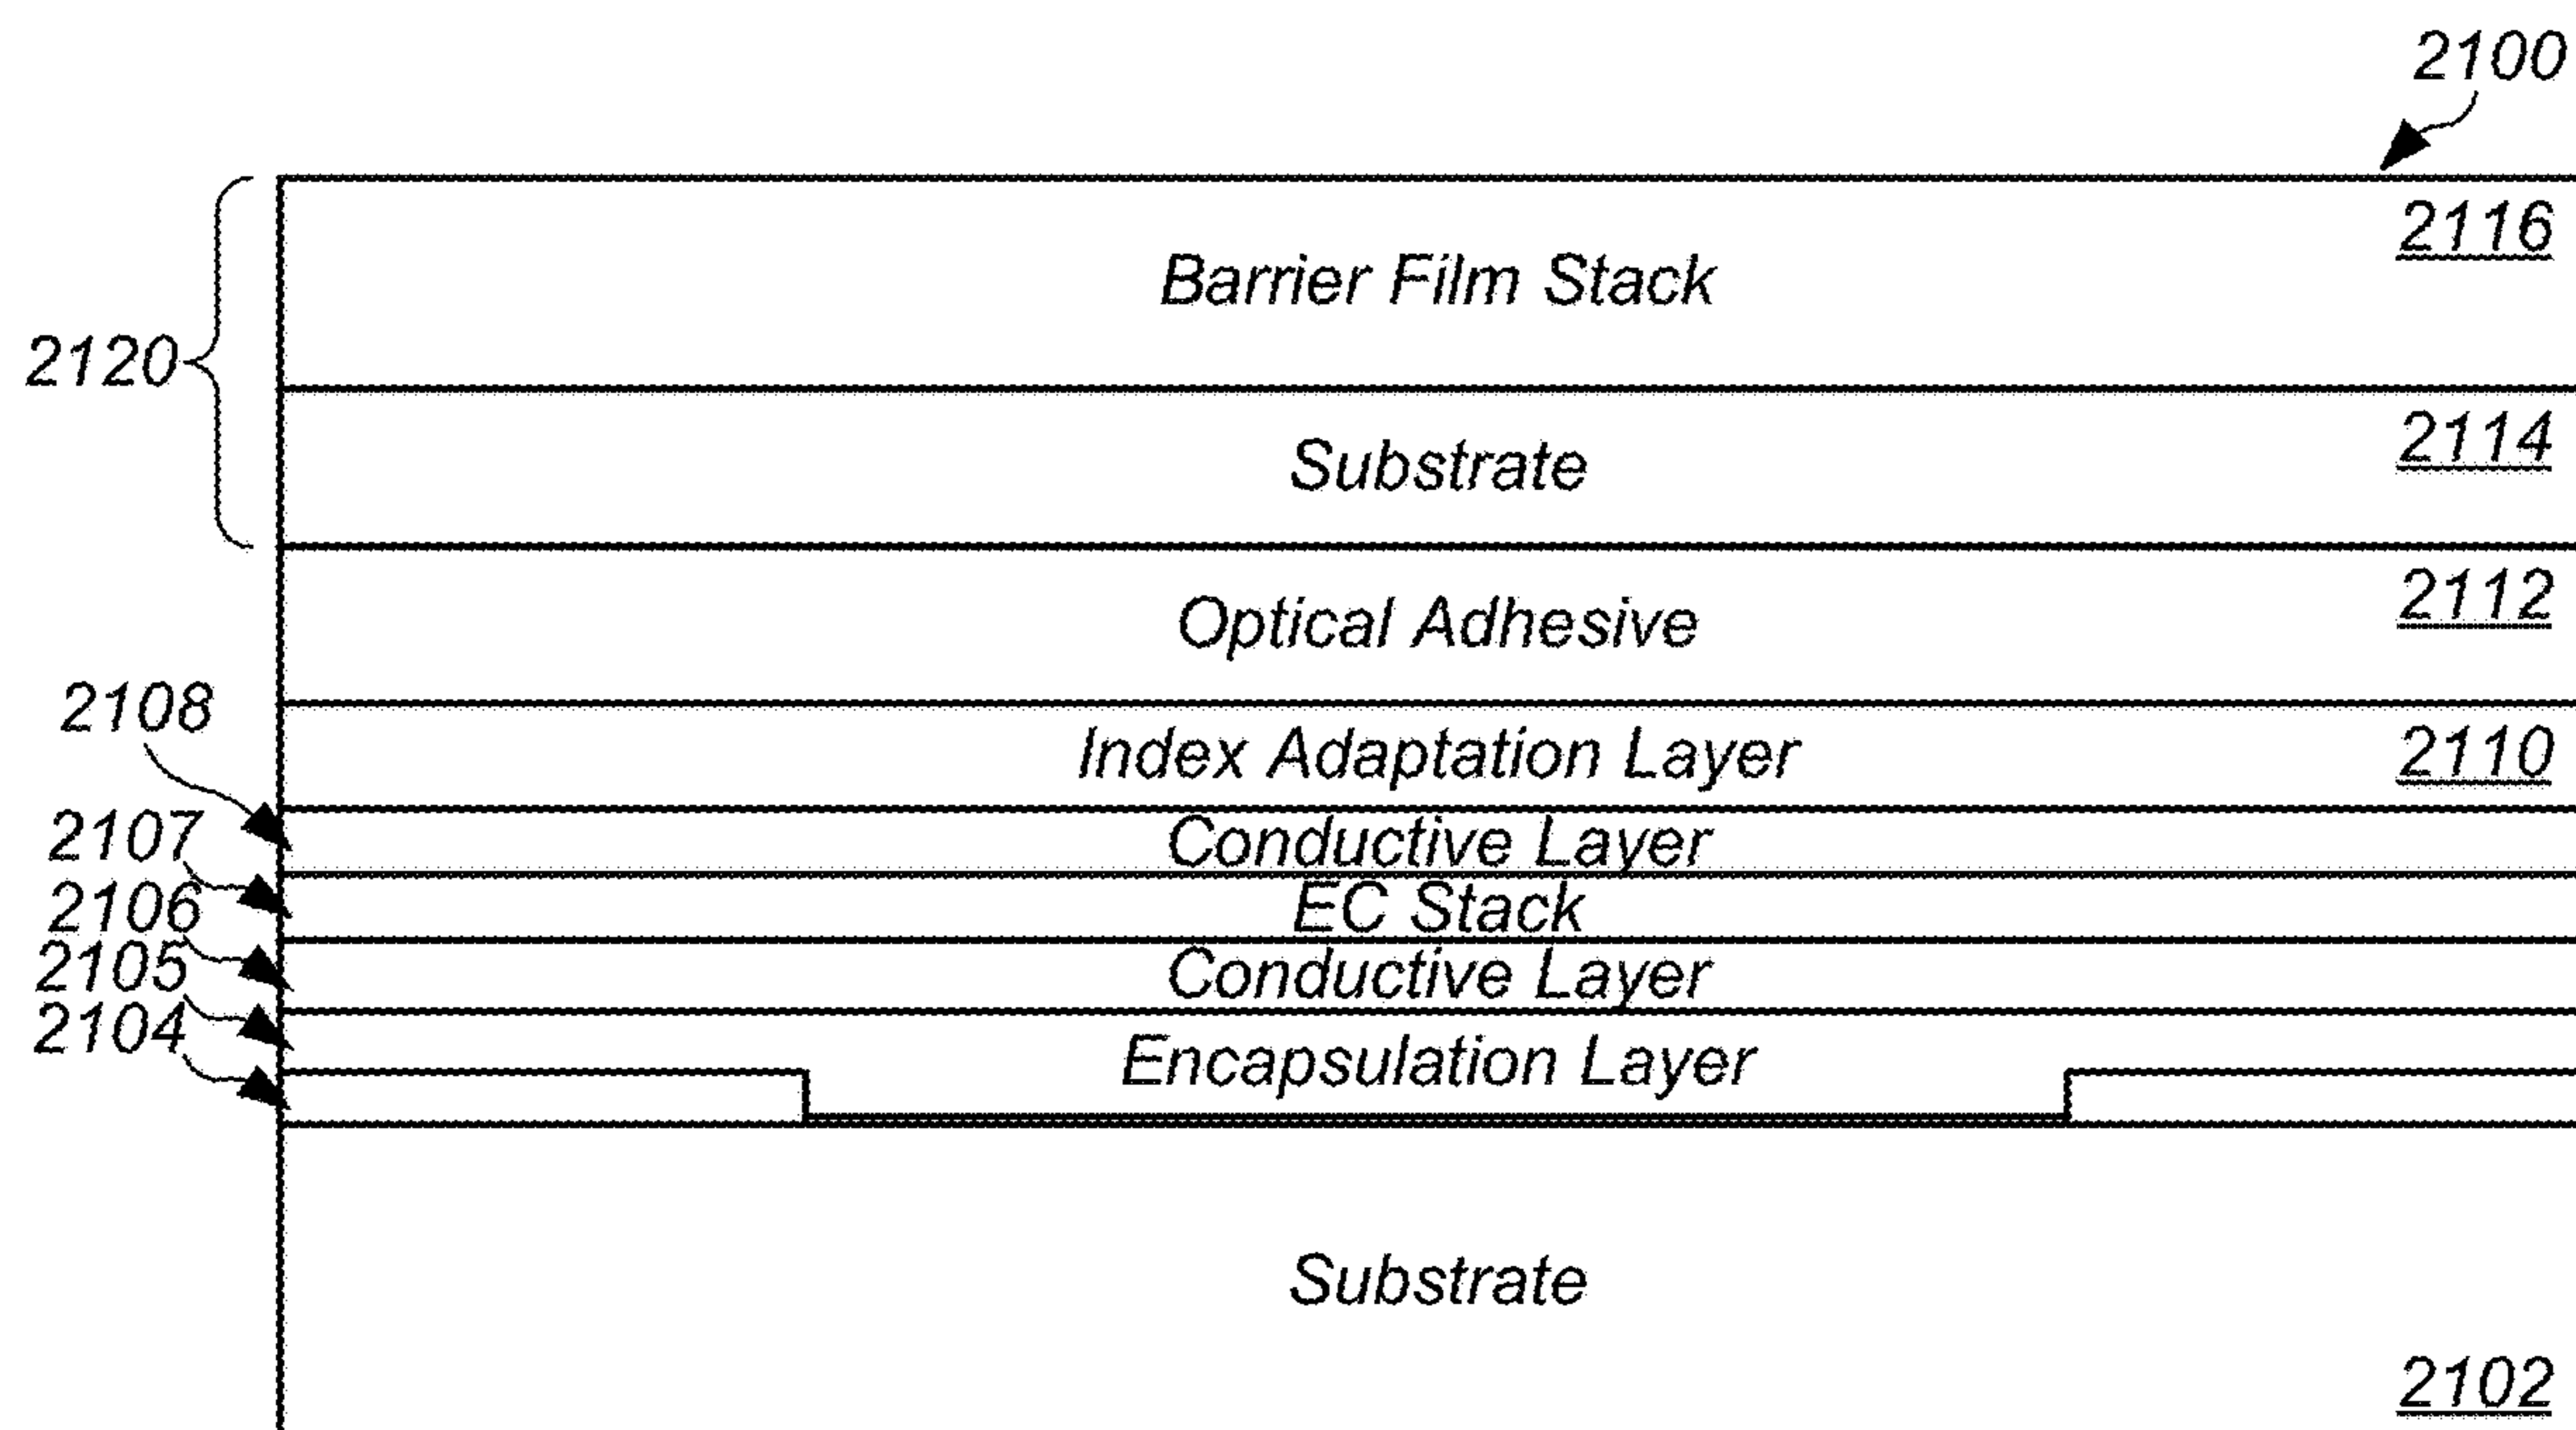 2100
2116
Barrier Film Stack
2120
2114
Substrate
2112
Optical Adhesive
2108
2110
Index Adaptation Layer
2107
Conductive Layer
2106
EC Stack
2105
Conductive Layer
2104
Encapsulation Layer
Substrate
2102